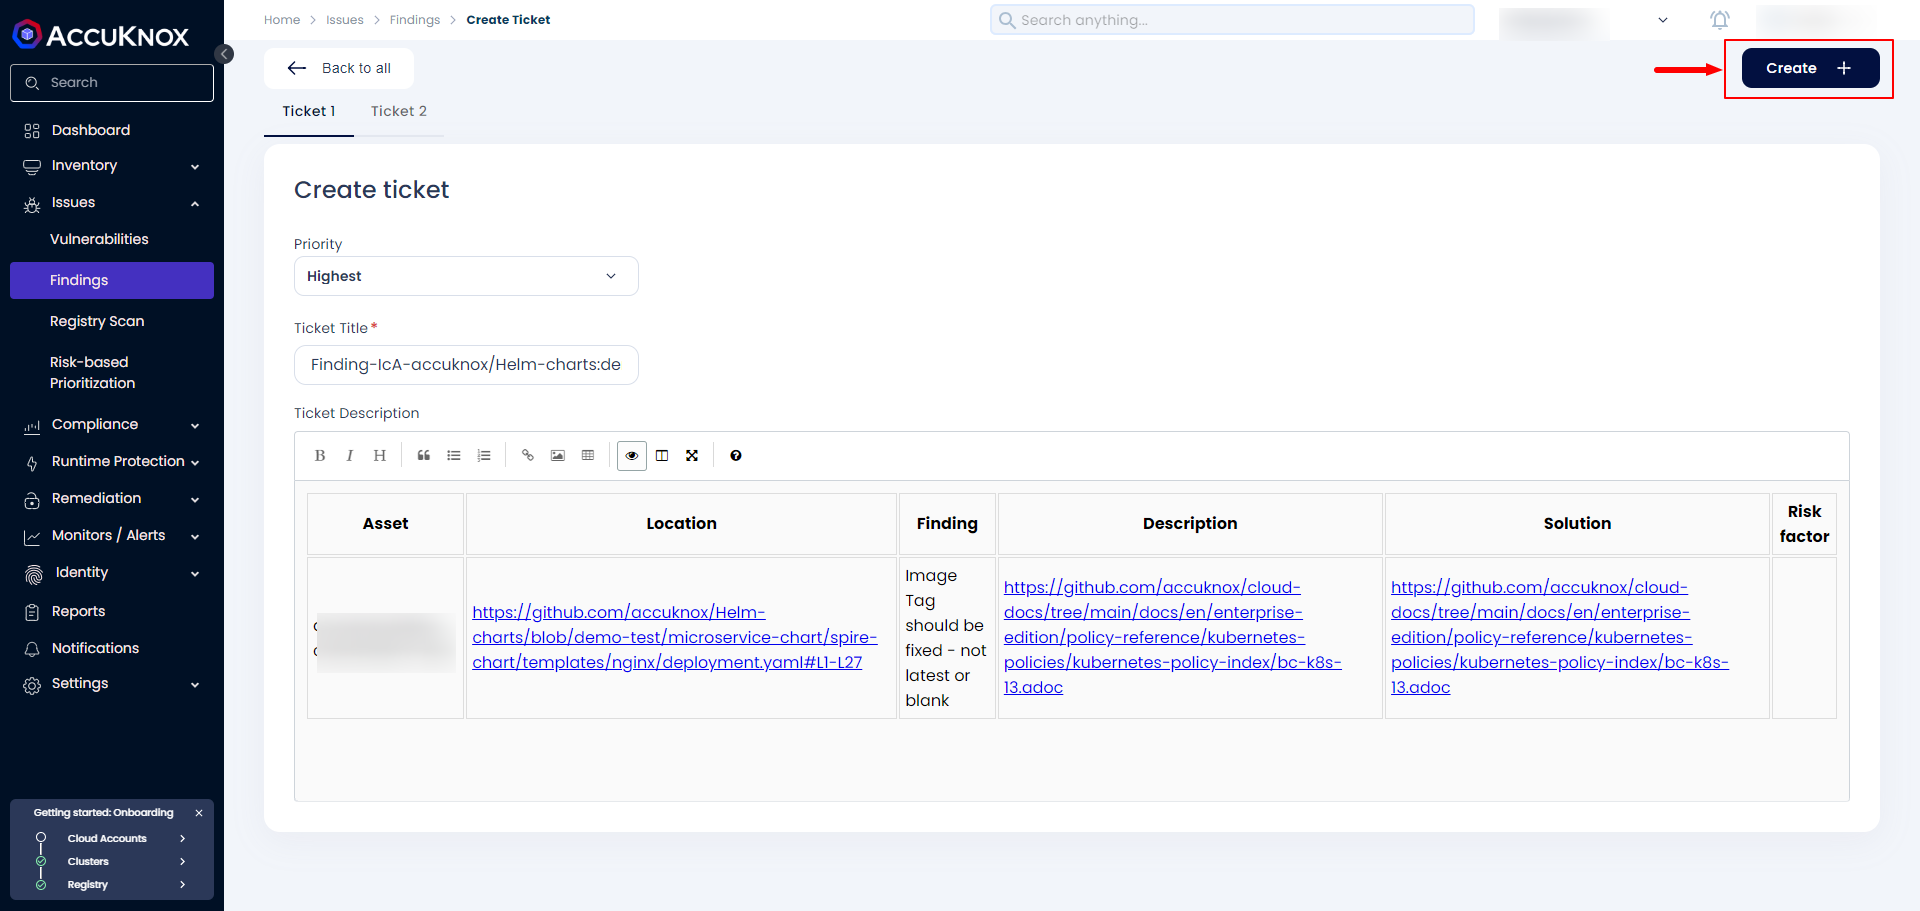 ACCUKNOX
Search
Dashboard
Inventory
Issues
Vulnerabilities
Findings
Registry Scan
Risk-based
Prioritization
Compliance
Runtime Protection
Remediation
Monitors / Alerts
Identity
Reports
Notifications
Settings
Getting started: Onboarding
Cloud Accounts
Clusters
Registry
Home > Issues > Findings > Create Ticket
Search anything...
Back to all
Create +
Ticket 1
Ticket 2
Create ticket
Priority
Highest
Ticket Title*
Finding-IcA-accuknox/Helm-charts:de
Ticket Description
B I H
Asset
Location
Finding
Description
Solution
Risk
factor
https://github.com/accuknox/Helm-
charts/blob/demo-test/microservice-chart/spire-
chart/templates/nginx/deployment.yaml#L1-L27
Image
Tag
should be
fixed - not
latest or
blank
https://github.com/accuknox/cloud-
docs/tree/main/docs/en/enterprise-
edition/policy-reference/kubernetes-
policies/kubernetes-policy-index/bc-k8s-
13.adoc
https://github.com/accuknox/cloud-
docs/tree/main/docs/en/enterprise-
edition/policy-reference/kubernetes-
policies/kubernetes-policy-index/bc-k8s-
13.adoc